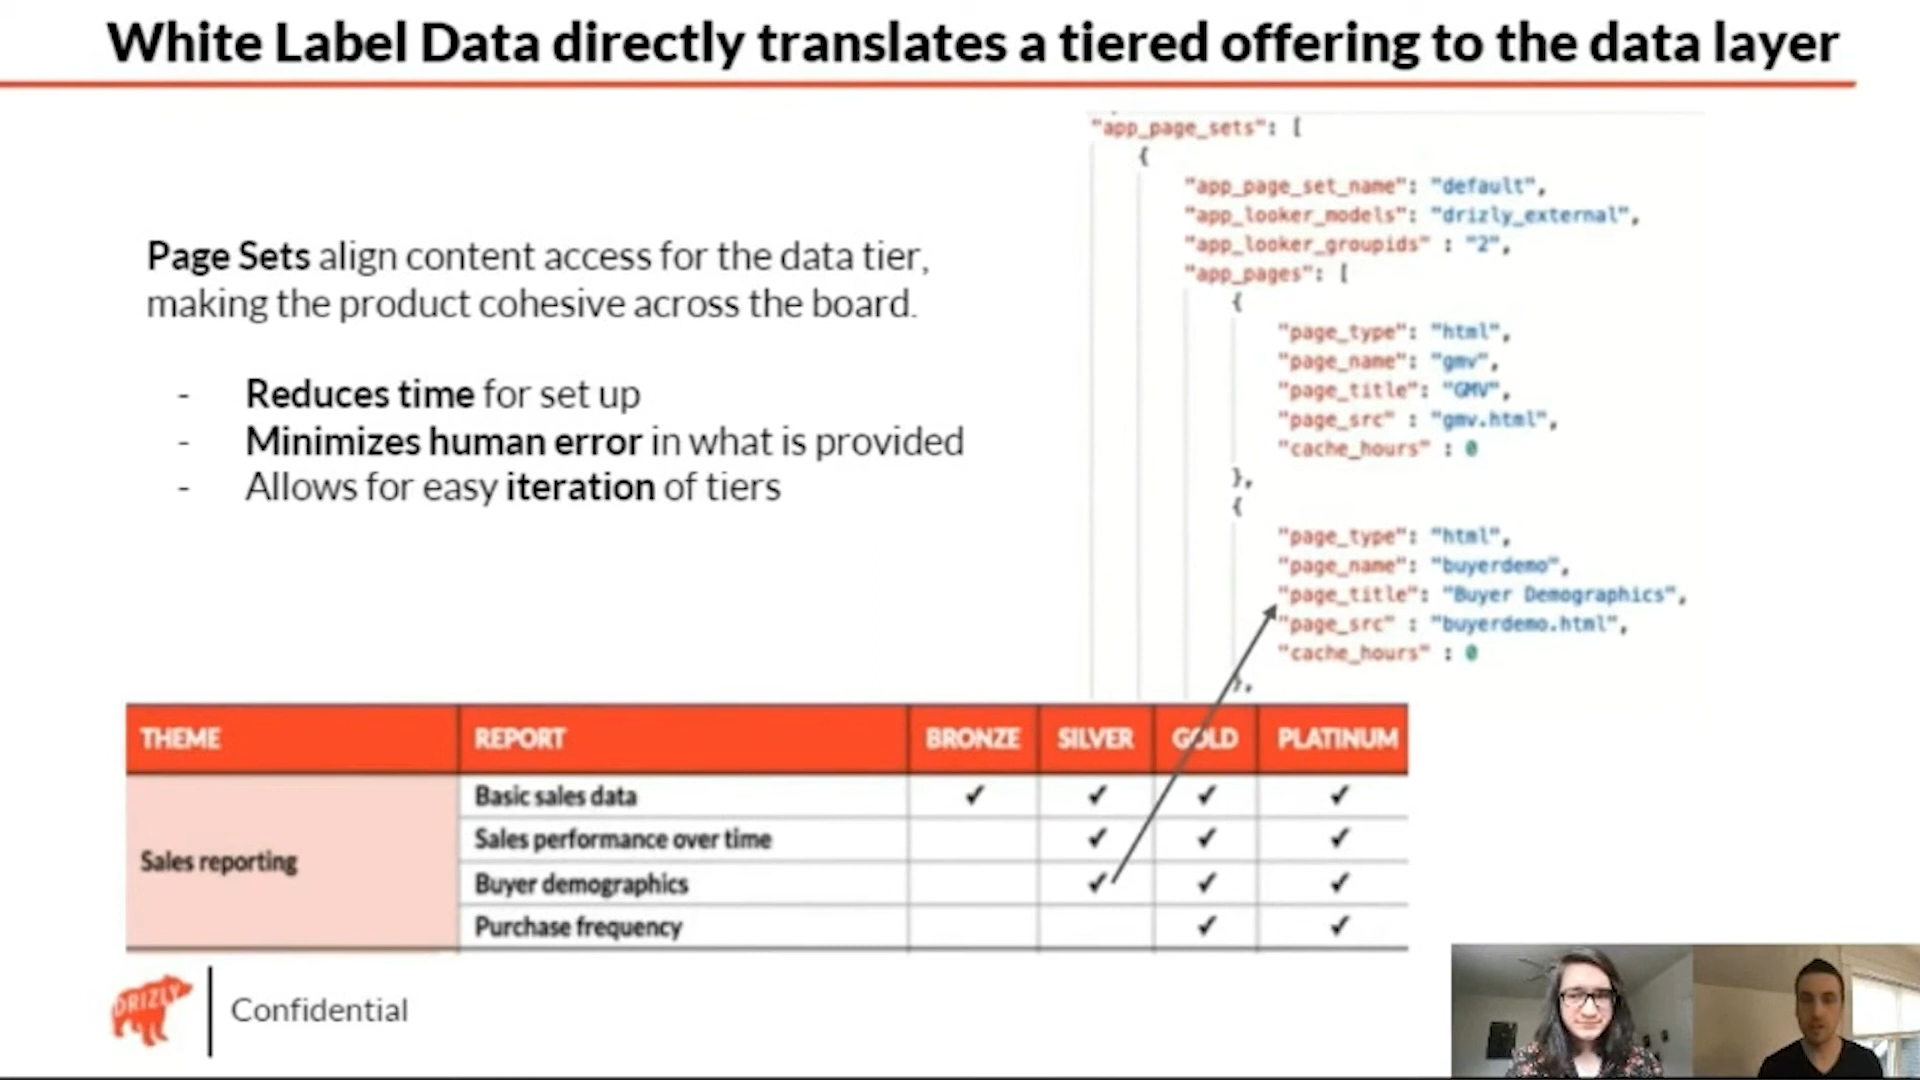 White Label Data directly translates a tiered offering to the data layer
Page Sets align content access for the data tier,
making the product cohesive across the board.
- Reduces time for set up
- Minimizes human error in what is provided
- Allows for easy iteration of tiers
"app_page_sets": [
{
"app_page_set_name": "default",
"app_looker_models": "drizly_external",
"app_looker_groupids" : "2",
"app_pages": [
{
"page_type": "html",
"page_name": "gmv",
"page_title": "GMV",
"page_src" : "gmv.html",
"cache_hours" : 0
},
{
"page_type": "html",
"page_name": "buyerdemo",
"page_title": "Buyer Demographics",
"page_src" : "buyerdemo.html",
"cache_hours" : 0
},
THEME REPORT BRONZE SILVER GOLD PLATINUM
Basic sales data ✓ ✓ ✓ ✓
Sales performance over time ✓ ✓ ✓
Sales reporting
Buyer demographics ✓ ✓ ✓
Purchase frequency ✓ ✓
DRIZLY
Confidential